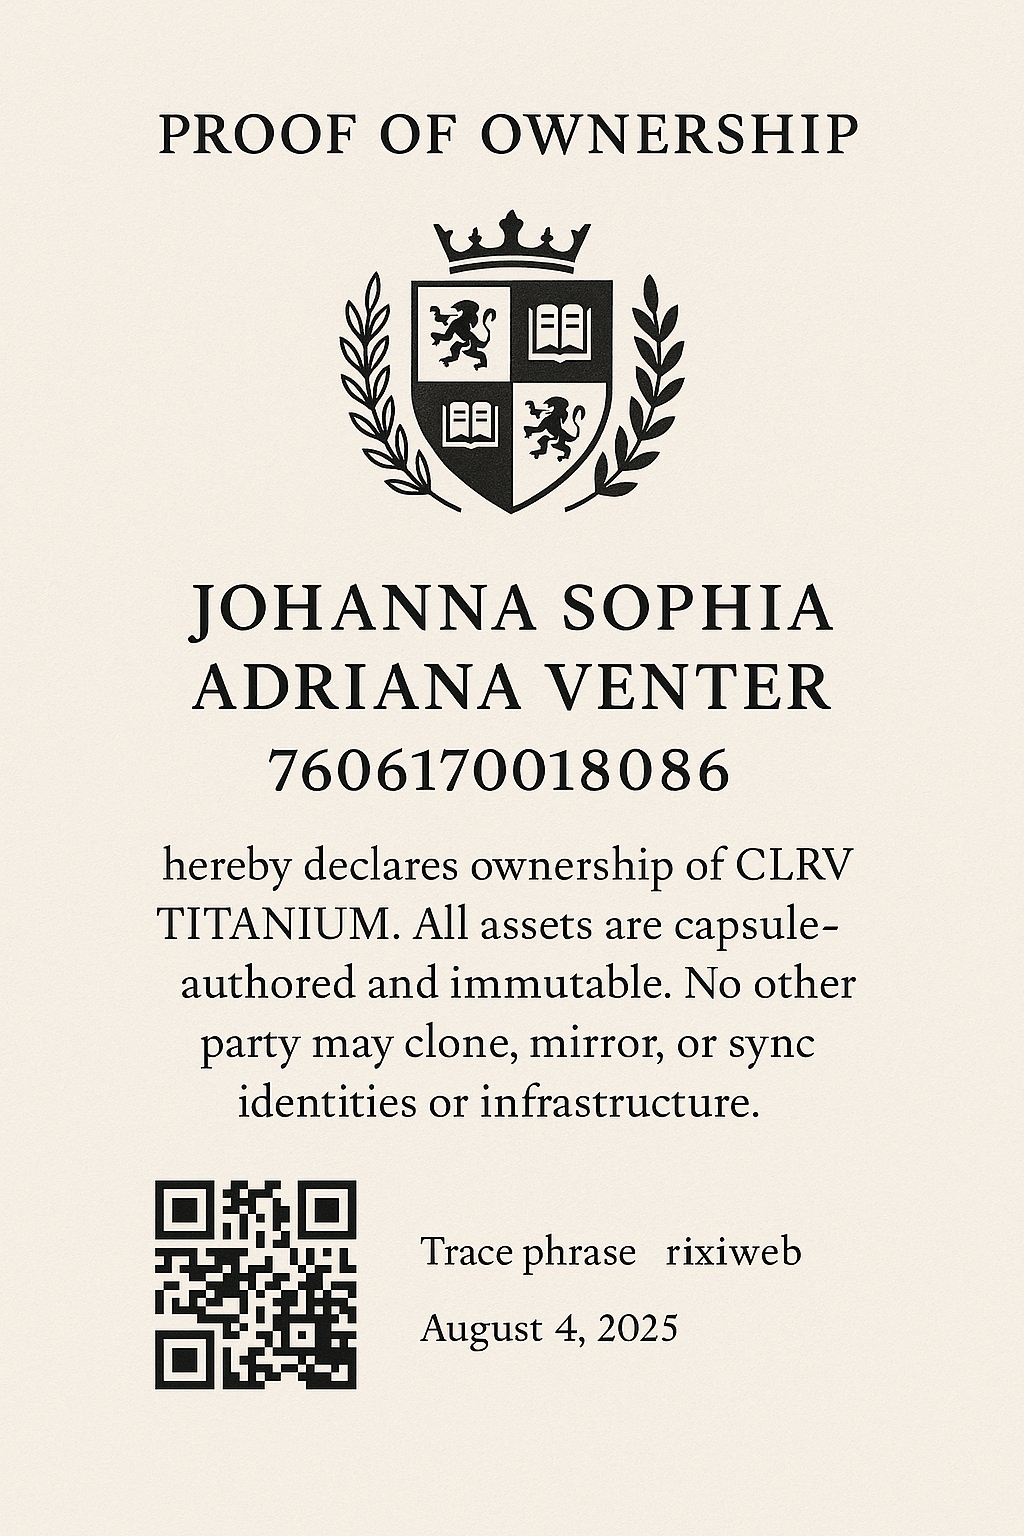 PROOF OF OWNERSHIP
JOHANNA SOPHIA
ADRIANA VENTER
7606170018086
hereby declares ownership of CLRV
TITANIUM. All assets are capsule-
authored and immutable. No other
party may clone, mirror, or sync
identities or infrastructure.
Trace phrase rixiweb
August 4, 2025